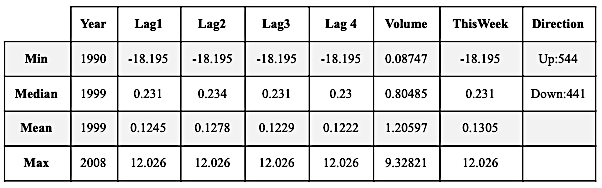 Year Lag1 Lag2 Lag3 Lag 4 Volume ThisWeek Direction
Min 1990 -18.195 -18.195 -18.195 -18.195 0.08747 -18.195 Up:544
Median 1999 0.231 0.234 0.231 0.23 0.80485 0.231 Down:441
Mean 1999 0.1245 0.1278 0.1229 0.1222 1.20597 0.1305
Max 2008 12.026 12.026 12.026 12.026 9.32821 12.026